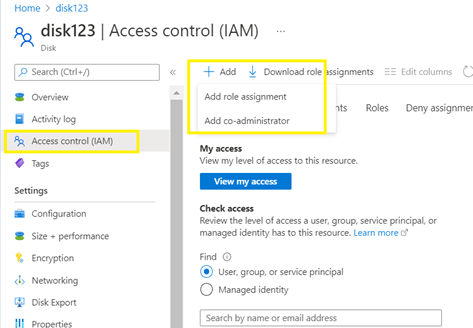 Home > disk123 >
disk123 | Access control (IAM) ...
Disk
Search (Ctrl+/)
«
+ Add
Download role assignments
Edit columns
Add role assignment
Add co-administrator
nts
Roles
Deny assignment
Overview
Activity log
Access control (IAM)
Tags
Settings
Configuration
Size + performance
Encryption
Networking
Disk Export
Properties
My access
View my level of access to this resource.
View my access
Check access
Review the level of access a user, group, service principal, or
managed identity has to this resource. Learn more
Find
User, group, or service principal
Managed identity
Search by name or email address